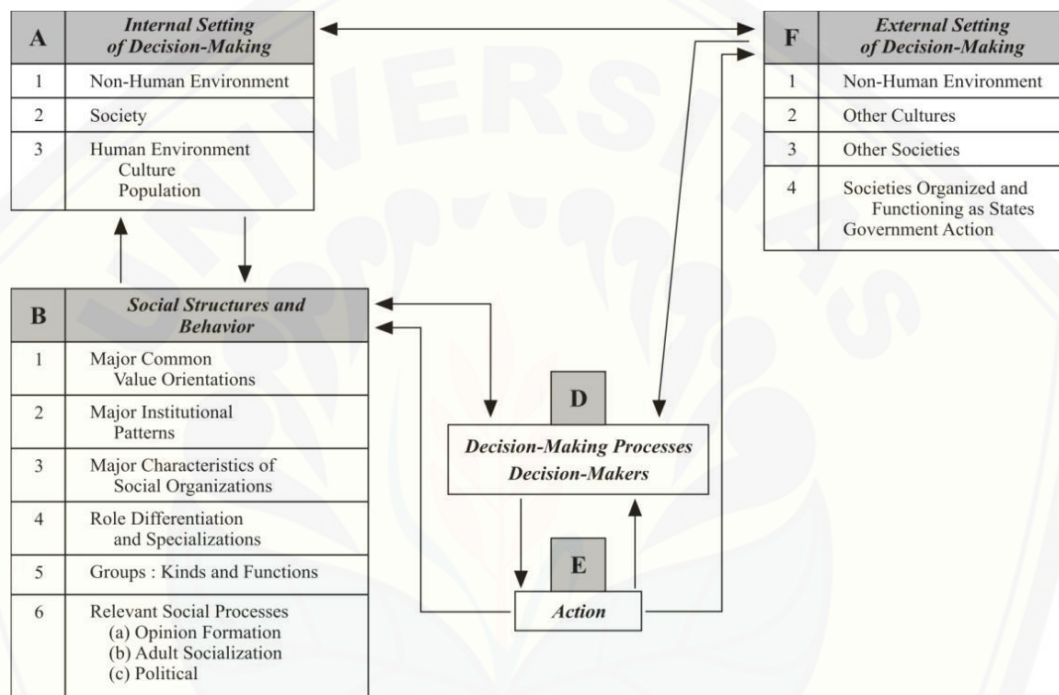 A
Internal Setting
of Decision-Making
1 Non-Human Environment
2 Society
3 Human Environment
Culture
Population
F
External Setting
of Decision-Making
1 Non-Human Environment
2 Other Cultures
3 Other Societies
4 Societies Organized and
Functioning as States
Government Action
B
Social Structures and
Behavior
1 Major Common
Value Orientations
2 Major Institutional
Patterns
3 Major Characteristics of
Social Organizations
4 Role Differentiation
and Specializations
5 Groups : Kinds and Functions
6 Relevant Social Processes
(a) Opinion Formation
(b) Adult Socialization
(c) Political
D
Decision-Making Processes
Decision-Makers
E
Action
UNIVERSITAS